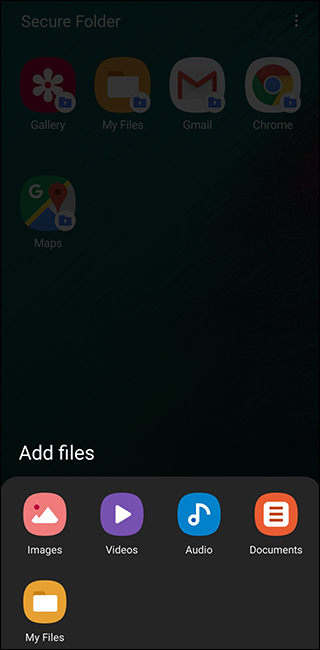 Secure Folder
Gallery My Files Gmail Chrome
G
Maps
Add files
Images Videos Audio Documents
My Files